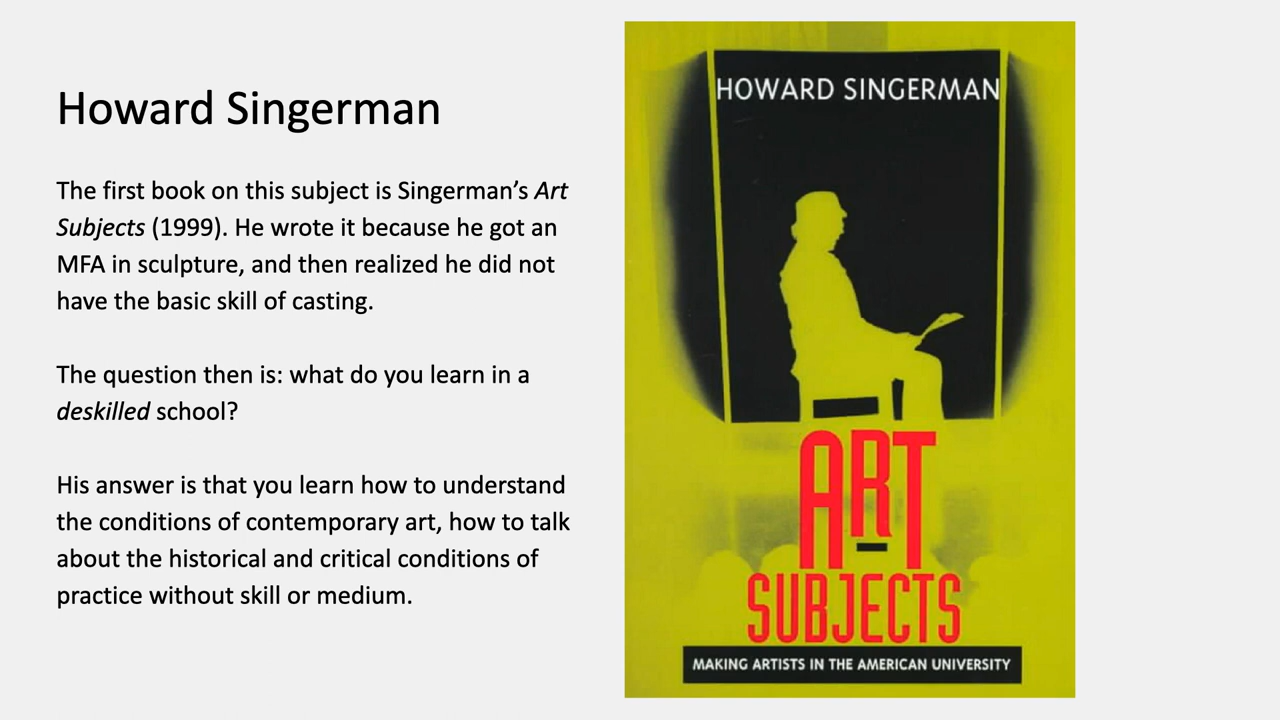 Howard Singerman
The first book on this subject is Singerman’s Art
Subjects (1999). He wrote it because he got an
MFA in sculpture, and then realized he did not
have the basic skill of casting.
The question then is: what do you learn in a
deskilled school?
His answer is that you learn how to understand
the conditions of contemporary art, how to talk
about the historical and critical conditions of
practice without skill or medium.
HOWARD SINGERMAN
ART
SUBJECTS
MAKING ARTISTS IN THE AMERICAN UNIVERSITY